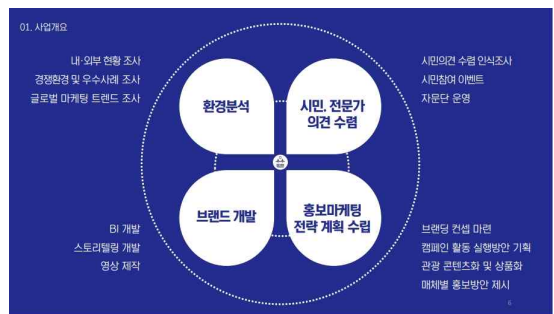 01. 사업개요
내·외부 현황 조사
경쟁환경 및 우수사례 조사
글로벌 마케팅 트렌드 조사
환경분석
시민, 전문가
의견 수렴
시민의견 수렴 인식조사
시민참여 이벤트
자문단 운영
BI 개발
스토리텔링 개발
영상 제작
브랜드 개발
홍보마케팅
전략 계획 수립
브랜딩 컨셉 마련
캠페인 활동 실행방안 기획
관광 콘텐츠화 및 상품화
매체별 홍보방안 제시
6